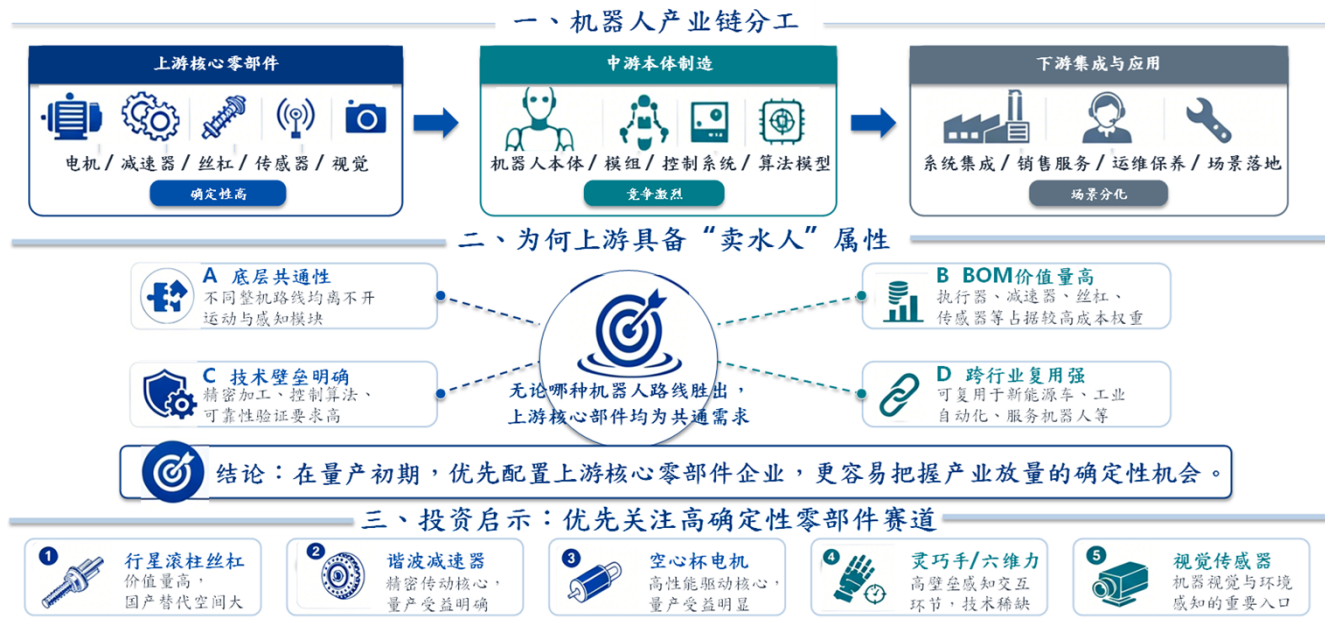 一、机器人产业链分工
上游核心零部件
电机/减速器/丝杠/传感器/视觉
确定性高
中游本体制造
机器人本体/模组/控制系统/算法模型
竞争激烈
下游集成与应用
系统集成/销售服务/运维保养/场景落地
场景分化
二、为何上游具备“卖水人”属性
A 底层共通性
不同整机路线均离不开
运动与感知模块
B BOM价值量高
执行器、减速器、丝杠、
传感器等占据较高成本权重
C 技术壁垒明确
精密加工、控制算法、
可靠性验证要求高
D 跨行业复用强
可复用于新能源车、工业
自动化、服务机器人等
无论哪种机器人路线胜出，
上游核心部件均为共通需求
结论：在量产初期，优先配置上游核心零部件企业，更容易把握产业放量的确定性机会。
三、投资启示：优先关注高确定性零部件赛道
1 行星滚柱丝杠
价值量高，
国产替代空间大
2 谐波减速器
精密传动核心，
量产受益明确
3 空心杯电机
高性能驱动核心，
量产受益明显
4 灵巧手/六维力
高壁垒感知交互
环节，技术稀缺
5 视觉传感器
机器视觉与环境
感知的重要入口